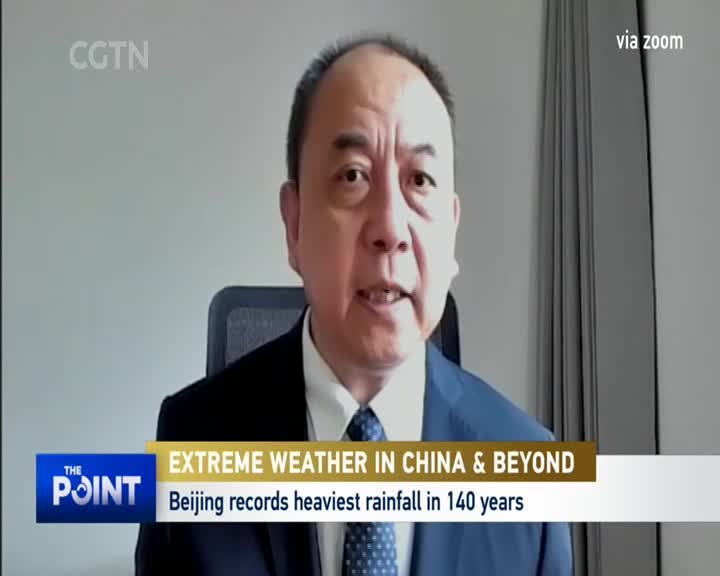 CGTN
via zoom
EXTREME WEATHER IN CHINA & BEYOND
THE
POINT
Beijing records heaviest rainfall in 140 years